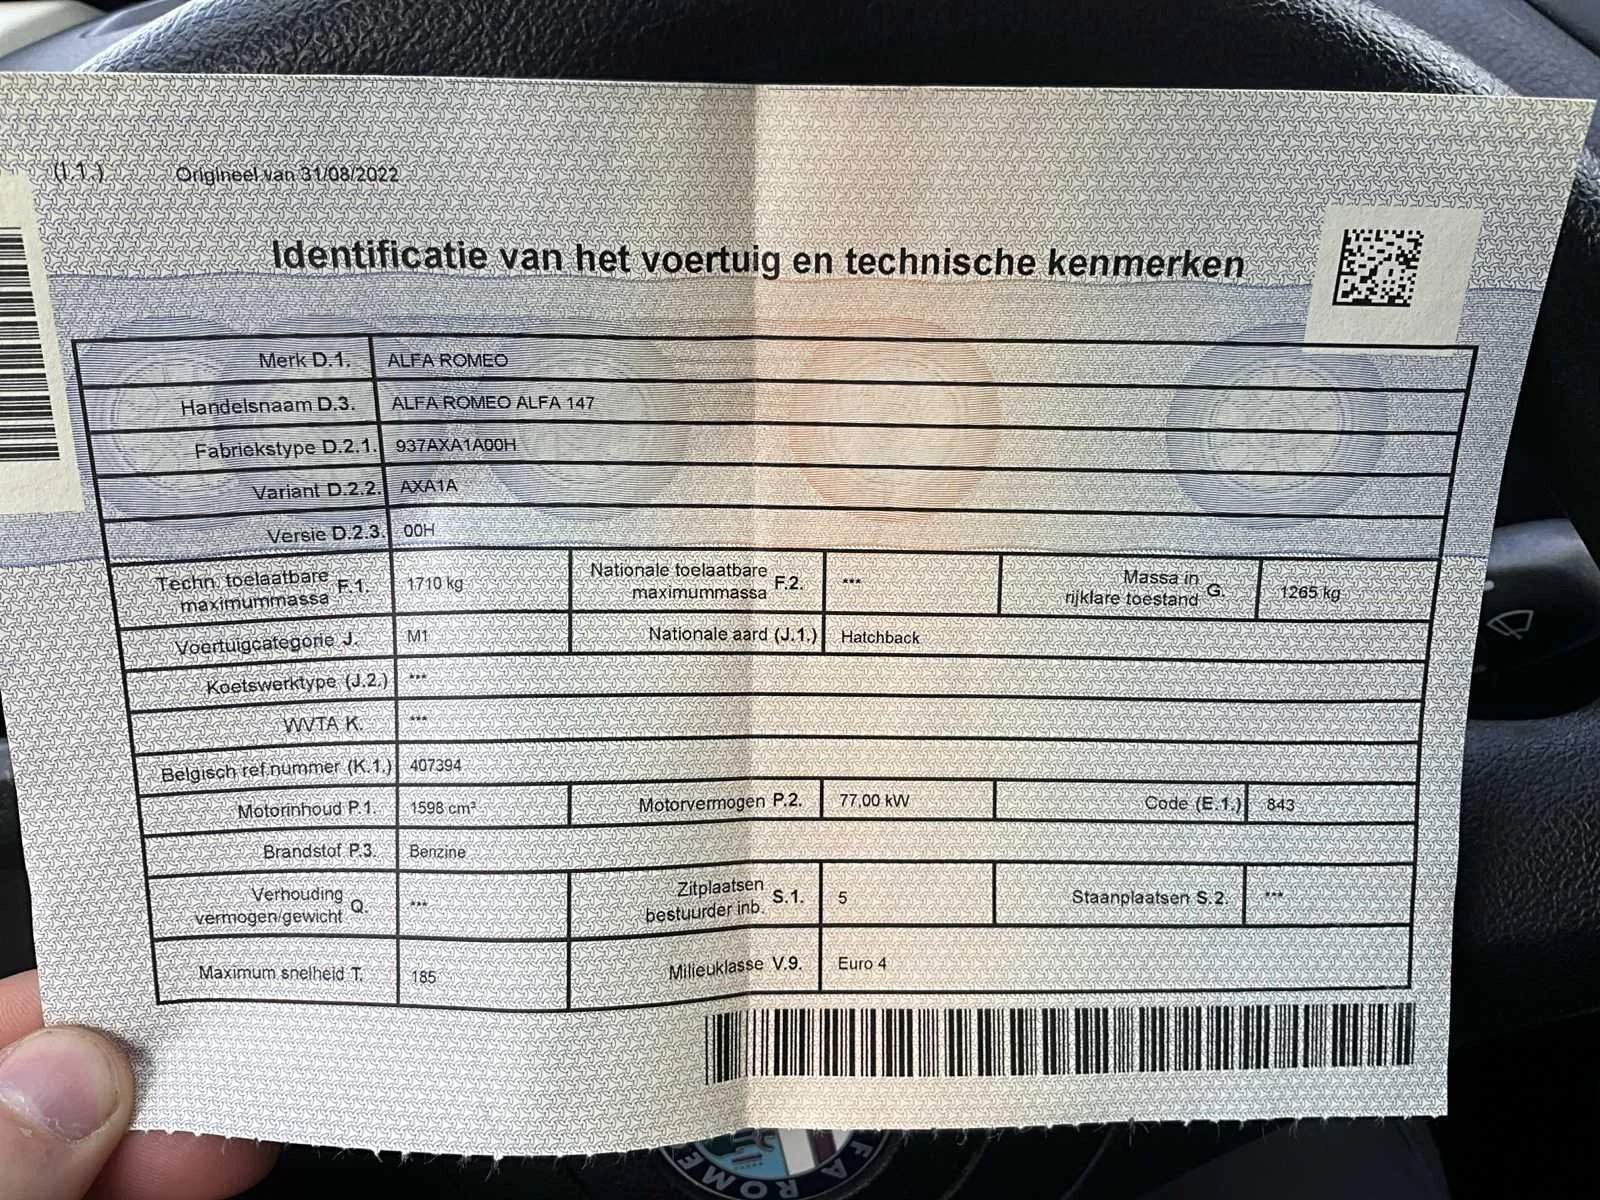 (I.1.) Origineel van 31/08/2022
Identificatie van het voertuig en technische kenmerken
Merk D.1. ALFA ROMEO
Handelsnaam D.3. ALFA ROMEO ALFA 147
Fabriekstype D.2.1. 937AXA1A00H
Variant D.2.2. AXA1A
Versie D.2.3. 00H
Techn. toelaatbare maximummassa F.1. 1710 kg Nationale toelaatbare maximummassa F.2. *** Massa in rijklare toestand G. 1265 kg
Voertuigcategorie J. M1 Nationale aard (J.1.) Hatchback
Koetswerktype (J.2.) ***
WVTA K. ***
Belgisch ref.nummer (K.1.) 407394
Motorinhoud P.1. 1598 cm³ Motorvermogen P.2. 77,00 kW Code (E.1.) 843
Brandstof P.3. Benzine
Verhouding vermogen/gewicht Q. *** Zitplaatsen bestuurder inb. S.1. 5 Staanplaatsen S.2. ***
Maximum snelheid T. 185 Milieuklasse V.9. Euro 4